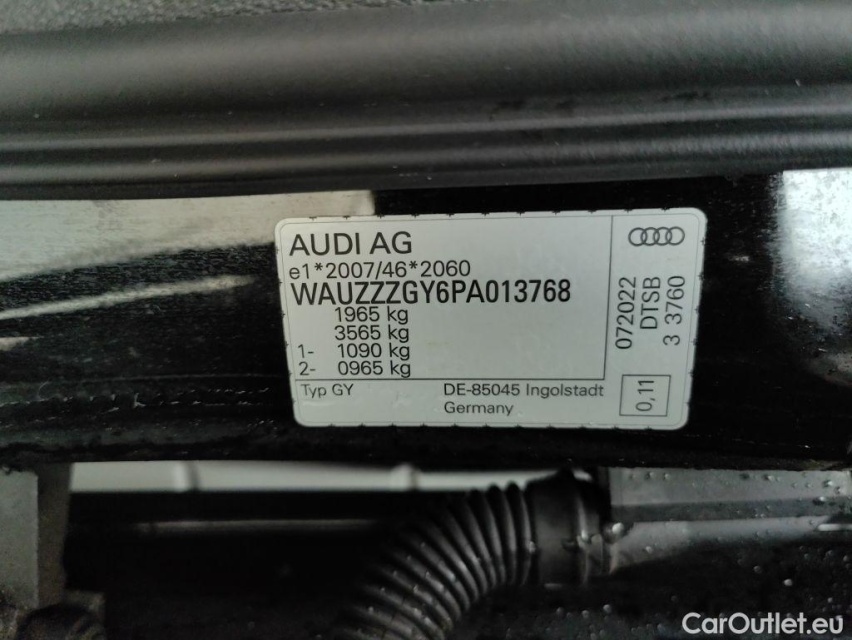 AUDI AG
e1*2007/46*2060
WAUZZZGY6PA013768
1965 kg
3565 kg
1- 1090 kg
2- 0965 kg
Typ GY
DE-85045 Ingolstadt
Germany
072022
DTSB
3 3760
0,11
CarOutlet.eu